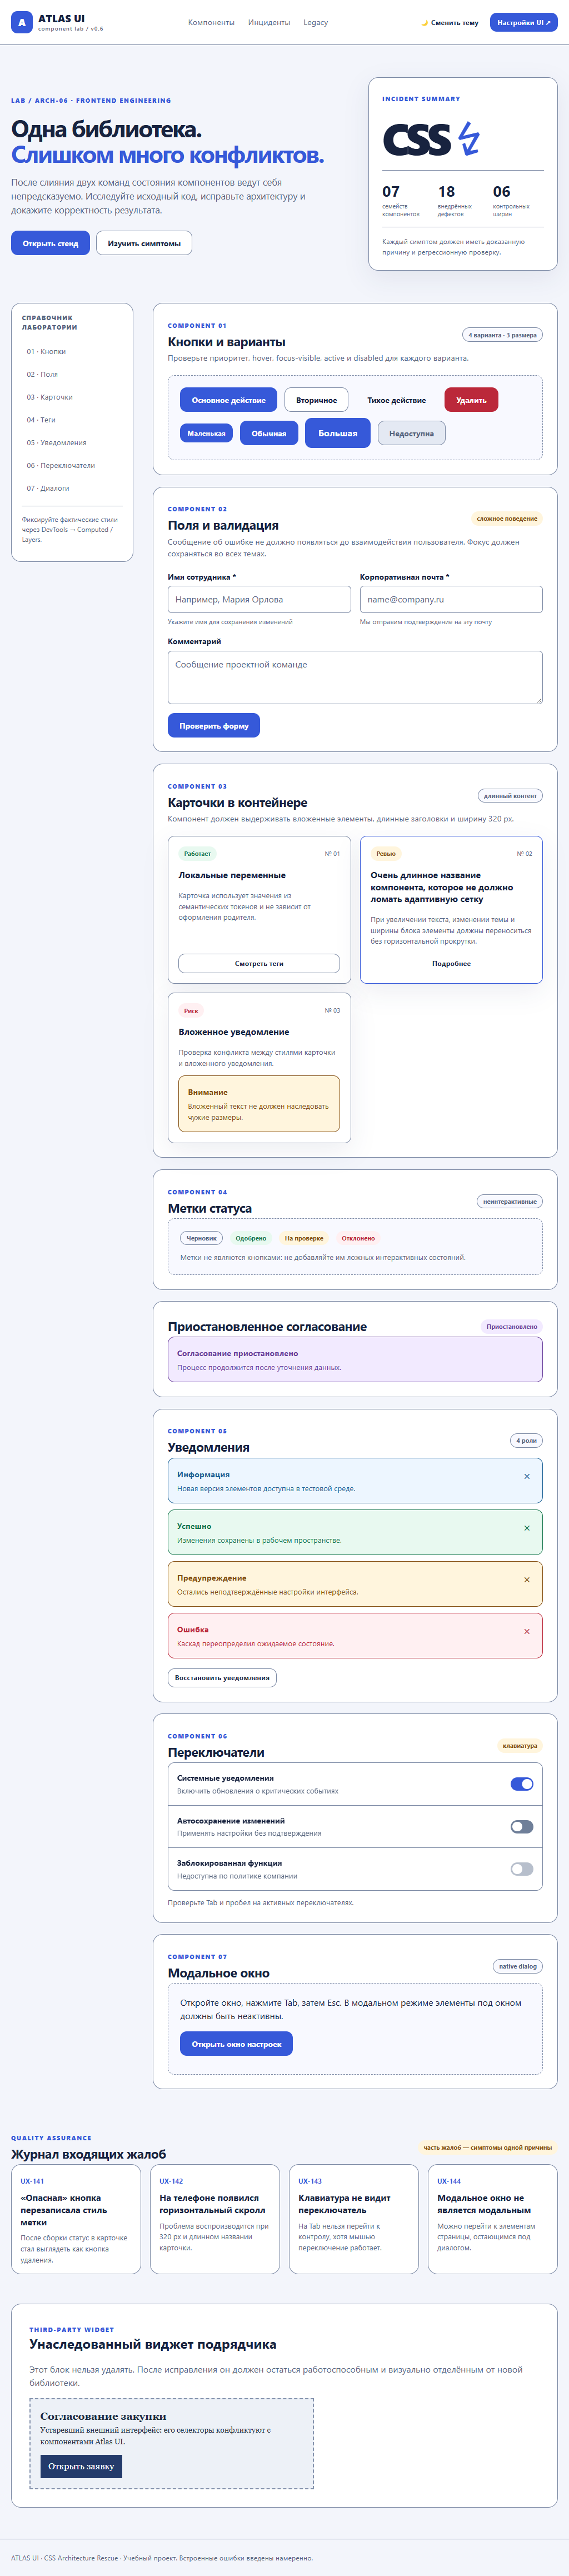 A
ATLAS UI
component lab / v0.6
Компоненты
Инциденты
Legacy
🌙 Сменить тему
Настройки UI ↗
LAB / ARCH-06 · FRONTEND ENGINEERING
Одна библиотека.
Слишком много конфликтов.
После слияния двух команд состояния компонентов ведут себя
непредсказуемо. Исследуйте исходный код, исправьте архитектуру и
докажите корректность результата.
Открыть стенд
Изучить симптомы
INCIDENT SUMMARY
CSS
07
семейств
компонентов
18
внедрённых
дефектов
06
контрольных
ширин
Каждый симптом должен иметь доказанную
причину и регрессионную проверку.
СПРАВОЧНИК
ЛАБОРАТОРИИ
01 · Кнопки
02 · Поля
03 · Карточки
04 · Теги
05 · Уведомления
06 · Переключатели
07 · Диалоги
Фиксируйте фактические стили
через DevTools → Computed /
Layers.
COMPONENT 01
Кнопки и варианты
4 варианта · 3 размера
Проверьте приоритет, hover, focus-visible, active и disabled для каждого варианта.
Основное действие
Вторичное
Тихое действие
Удалить
Маленькая
Обычная
Большая
Недоступна
COMPONENT 02
Поля и валидация
сложное поведение
Сообщение об ошибке не должно появляться до взаимодействия пользователя. Фокус должен
сохраняться во всех темах.
Имя сотрудника *
Например, Мария Орлова
Укажите имя для сохранения изменений
Корпоративная почта *
name@company.ru
Мы отправим подтверждение на эту почту
Комментарий
Сообщение проектной команде
Проверить форму
COMPONENT 03
Карточки в контейнере
длинный контент
Компонент должен выдерживать вложенные элементы, длинные заголовки и ширину 320 px.
Работает
№ 01
Локальные переменные
Карточка использует значения из
семантических токенов и не зависит от
оформления родителя.
Смотреть теги
Ревью
№ 02
Очень длинное название
компонента, которое не должно
ломать адаптивную сетку
При увеличении текста, изменении темы и
ширины блока элементы должны переноситься
без горизонтальной прокрутки.
Подробнее
Риск
№ 03
Вложенное уведомление
Проверка конфликта между стилями карточки
и вложенного уведомления.
Внимание
Вложенный текст не должен наследовать
чужие размеры.
COMPONENT 04
Метки статуса
неинтерактивные
Черновик
Одобрено
На проверке
Отклонено
Метки не являются кнопками: не добавляйте им ложных интерактивных состояний.
Приостановленное согласование
Приостановлено
Согласование приостановлено
Процесс продолжится после уточнения данных.
COMPONENT 05
Уведомления
4 роли
Информация
Новая версия элементов доступна в тестовой среде.
×
Успешно
Изменения сохранены в рабочем пространстве.
×
Предупреждение
Остались неподтверждённые настройки интерфейса.
×
Ошибка
Каскад переопределил ожидаемое состояние.
×
Восстановить уведомления
COMPONENT 06
Переключатели
клавиатура
Системные уведомления
Включить обновления о критических событиях
Автосохранение изменений
Применять настройки без подтверждения
Заблокированная функция
Недоступна по политике компании
Проверьте Tab и пробел на активных переключателях.
COMPONENT 07
Модальное окно
native dialog
Откройте окно, нажмите Tab, затем Esc. В модальном режиме элементы под окном
должны быть неактивны.
Открыть окно настроек
QUALITY ASSURANCE
Журнал входящих жалоб
часть жалоб — симптомы одной причины
UX-141
«Опасная» кнопка
перезаписала стиль
метки
После сборки статус в карточке
стал выглядеть как кнопка
удаления.
UX-142
На телефоне появился
горизонтальный скролл
Проблема воспроизводится при
320 px и длинном названии
карточки.
UX-143
Клавиатура не видит
переключатель
На Tab нельзя перейти к
контролу, хотя мышью
переключение работает.
UX-144
Модальное окно не
является модальным
Можно перейти к элементам
страницы, остающимся под
диалогом.
THIRD-PARTY WIDGET
Унаследованный виджет подрядчика
Этот блок нельзя удалять. После исправления он должен остаться работоспособным и визуально отделённым от новой
библиотеки.
Согласование закупки
Устаревший внешний интерфейс: его селекторы конфликтуют с
компонентами Atlas UI.
Открыть заявку
ATLAS UI · CSS Architecture Rescue · Учебный проект. Встроенные ошибки введены намеренно.